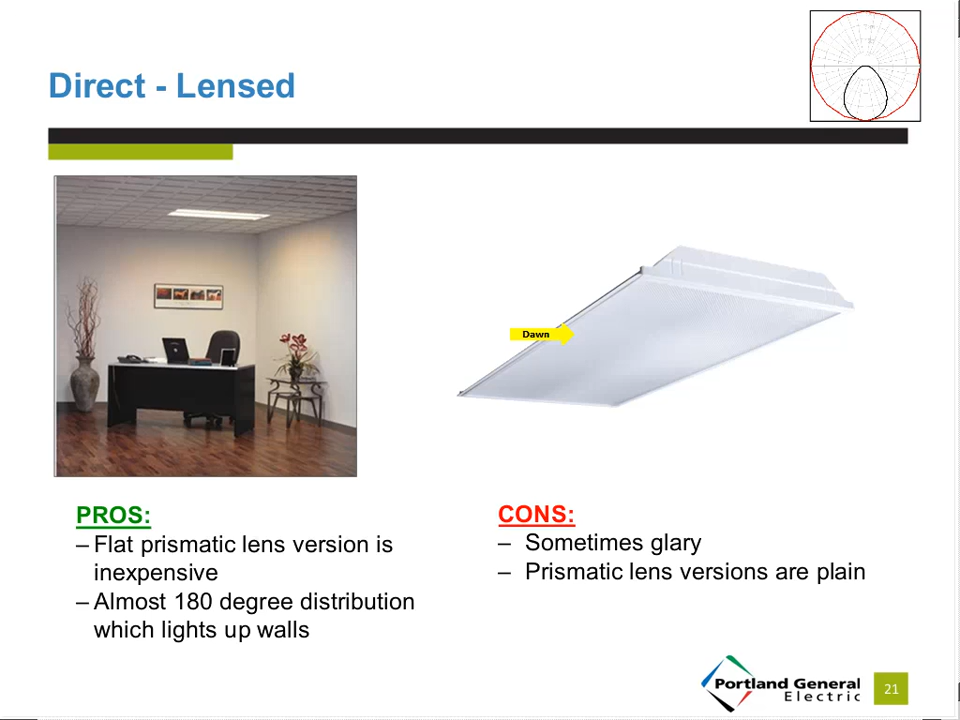 Direct - Lensed
Dawn
PROS:
– Flat prismatic lens version is
inexpensive
– Almost 180 degree distribution
which lights up walls
CONS:
– Sometimes glary
– Prismatic lens versions are plain
Portland General
Electric
21